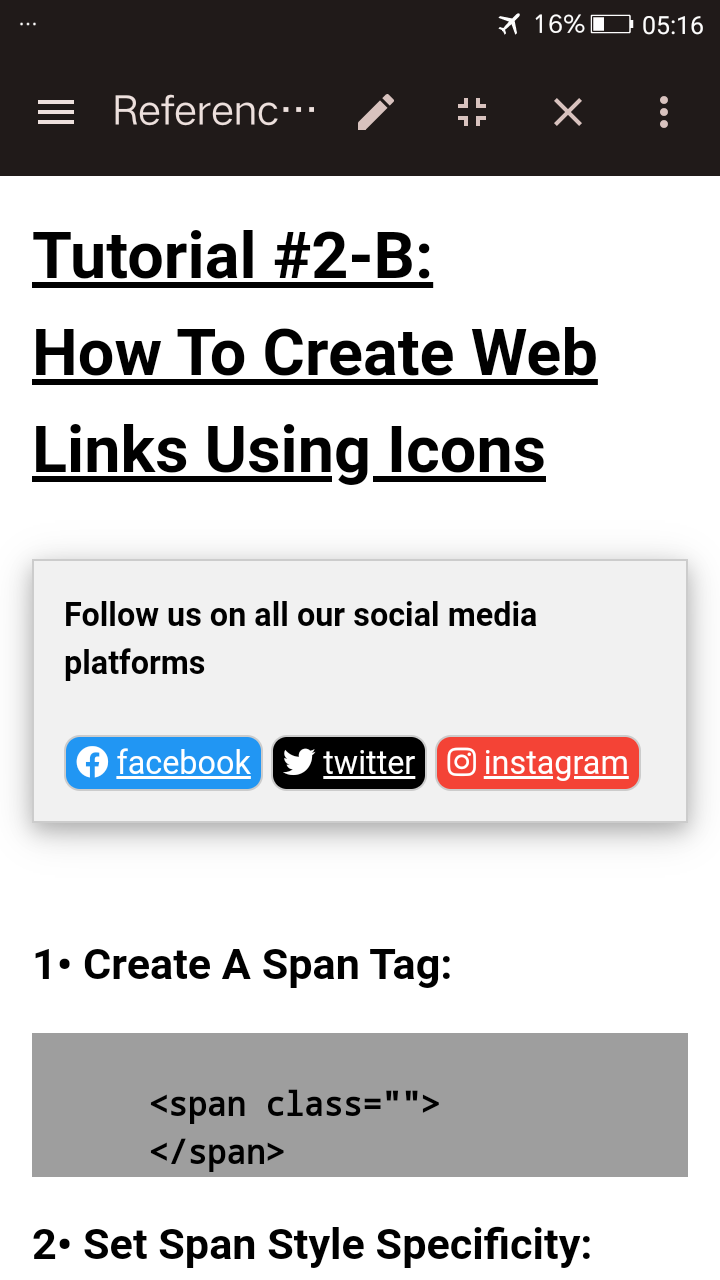 16% 05:16
Referenc...
Tutorial #2-B:
How To Create Web
Links Using Icons
Follow us on all our social media
platforms
facebook twitter instagram
1• Create A Span Tag:
<span class="">
</span>
2• Set Span Style Specificity: